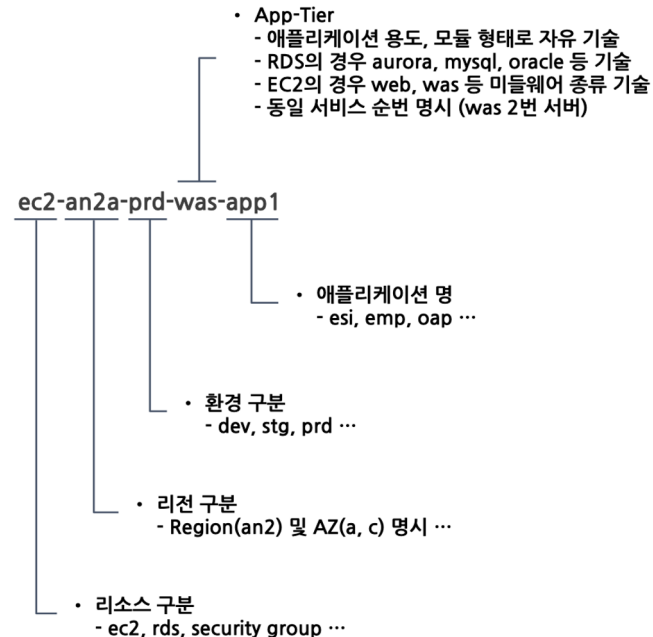 • App-Tier
- 애플리케이션 용도, 모듈 형태로 자유 기술
- RDS의 경우 aurora, mysql, oracle 등 기술
- EC2의 경우 web, was 등 미들웨어 종류 기술
- 동일 서비스 순번 명시 (was 2번 서버)
ec2-an2a-prd-was-app1
• 애플리케이션 명
- esi, emp, oap …
• 환경 구분
- dev, stg, prd …
• 리전 구분
- Region(an2) 및 AZ(a, c) 명시 …
• 리소스 구분
- ec2, rds, security group …